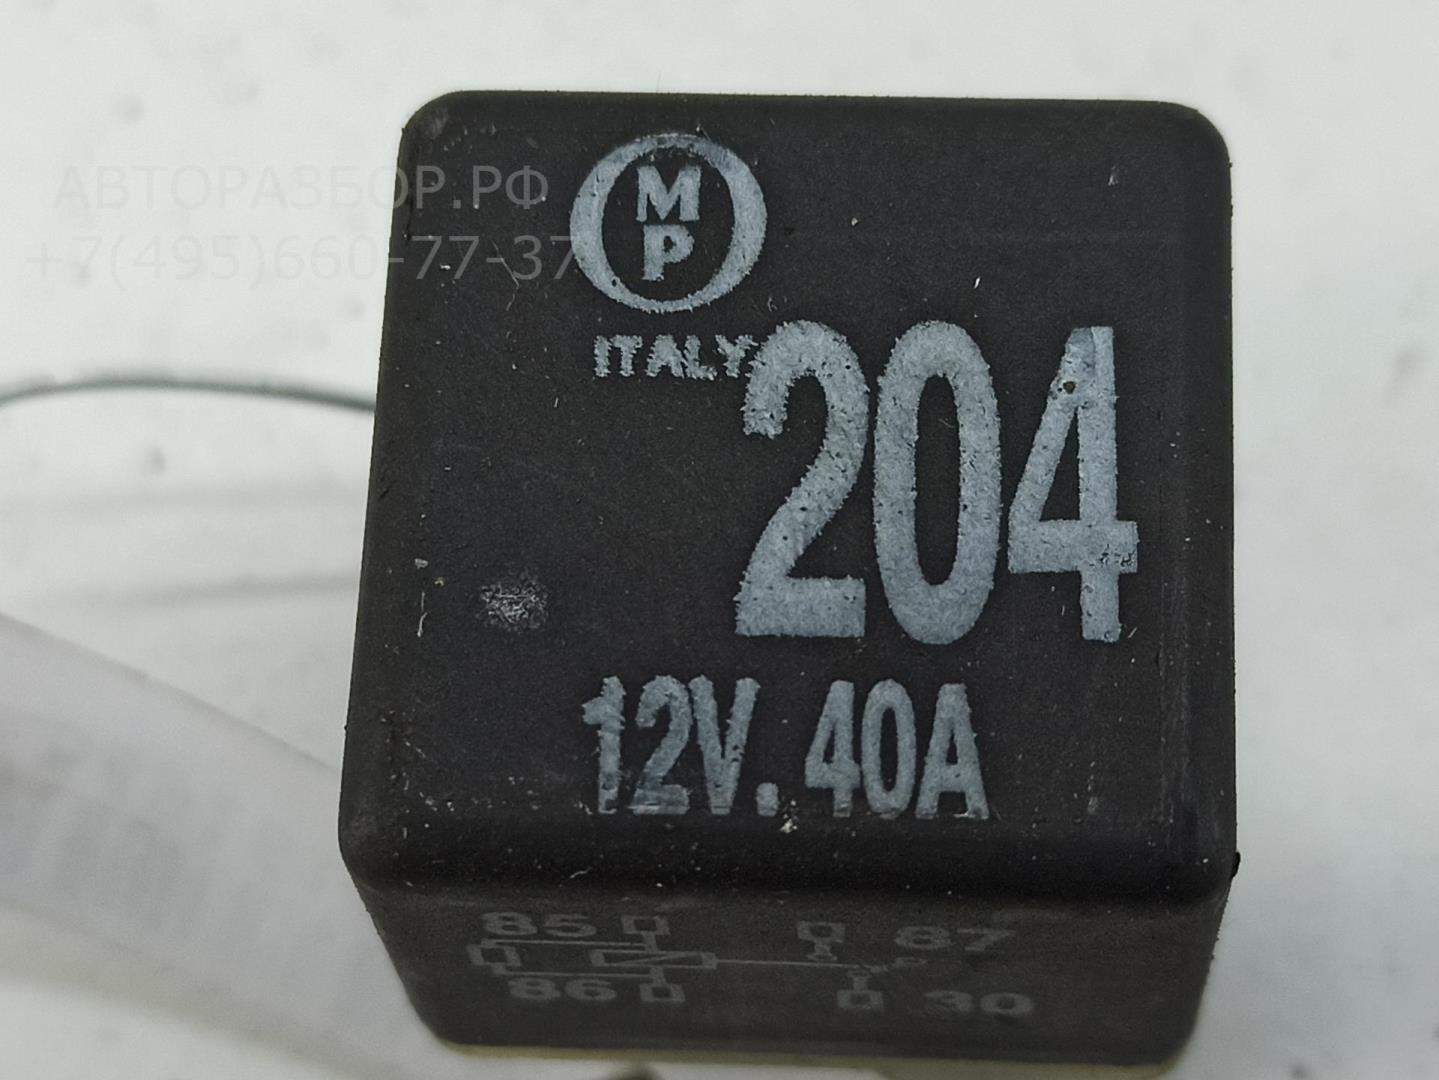 АВТОРАЗБОР.РФ
+7(495)660-77-37
M
P
ITALY
204
12V. 40A
85 87
86 30